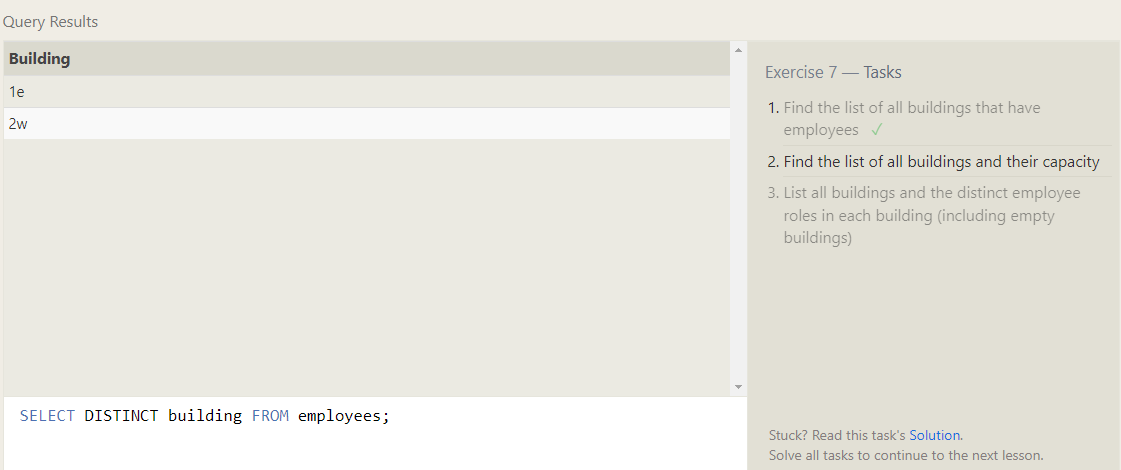 Query Results
Building
1e
2w
SELECT DISTINCT building FROM employees;
Exercise 7 — Tasks
1. Find the list of all buildings that have
employees ✓
2. Find the list of all buildings and their capacity
3. List all buildings and the distinct employee
roles in each building (including empty
buildings)
Stuck? Read this task's Solution.
Solve all tasks to continue to the next lesson.